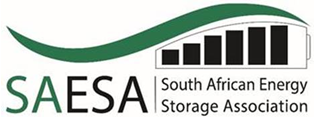 SAESA
South African Energy
Storage Association